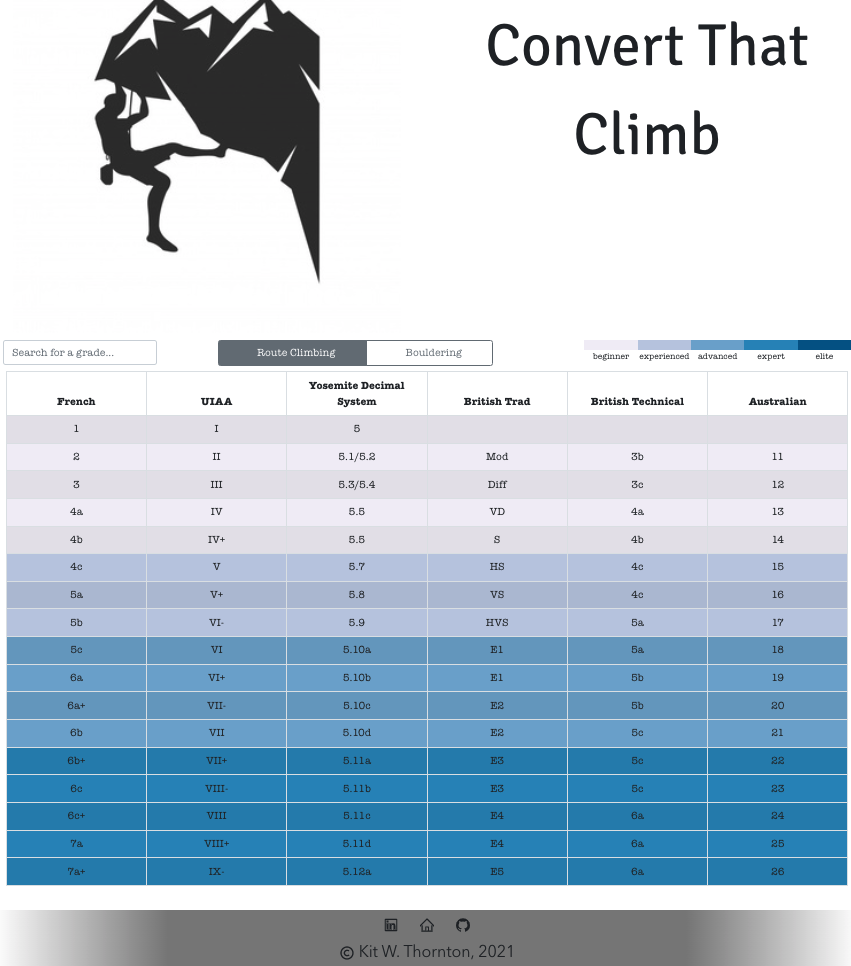 Convert That
Climb
Search for a grade...
Route Climbing Bouldering
beginner experienced advanced expert elite
French UIAA Yosemite Decimal System British Trad British Technical Australian
1 I 5
2 II 5.1/5.2 Mod 3b 11
3 III 5.3/5.4 Diff 3c 12
4a IV 5.5 VD 4a 13
4b IV+ 5.5 S 4b 14
4c V 5.7 HS 4c 15
5a V+ 5.8 VS 4c 16
5b VI- 5.9 HVS 5a 17
5c VI 5.10a E1 5a 18
6a VI+ 5.10b E1 5b 19
6a+ VII- 5.10c E2 5b 20
6b VII 5.10d E2 5c 21
6b+ VII+ 5.11a E3 5c 22
6c VIII- 5.11b E3 5c 23
6c+ VIII 5.11c E4 6a 24
7a VIII+ 5.11d E4 6a 25
7a+ IX- 5.12a E5 6a 26
in
© Kit W. Thornton, 2021